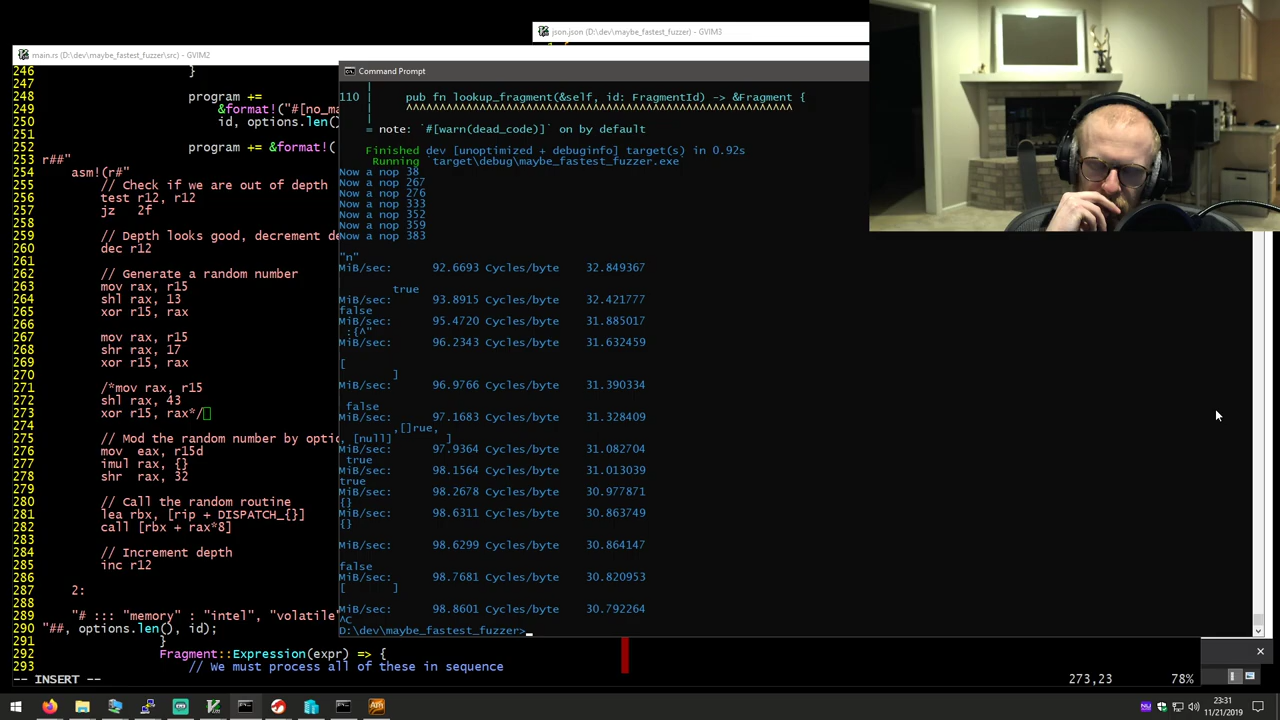 json.json (D:\dev\maybe_fastest_fuzzer) - GVIM3
main.rs (D:\dev\maybe_fastest_fuzzer\src) - GVIM2
246 }
247
248 program +=
249 &format!("#[no_ma
250 id, options.len()
251
252 program += &format!(
253 r##"
254 asm!(r#"
255 // Check if we are out of depth
256 test r12, r12
257 jz 2f
258
259 // Depth looks good, decrement de
260 dec r12
261
262 // Generate a random number
263 mov rax, r15
264 shl rax, 13
265 xor r15, rax
266
267 mov rax, r15
268 shr rax, 17
269 xor r15, rax
270
271 /*mov rax, r15
272 shl rax, 43
273 xor r15, rax*/
274
275 // Mod the random number by optio
276 mov eax, r15d
277 imul rax, {}
278 shr rax, 32
279
280 // Call the random routine
281 lea rbx, [rip + DISPATCH_{}]
282 call [rbx + rax*8]
283
284 // Increment depth
285 inc r12
286
287 2:
288
289 "# ::: "memory" : "intel", "volatile"
290 "##, options.len(), id);
291 }
292 Fragment::Expression(expr) => {
293 // We must process all of these in sequence
-- INSERT --
273,23
78%
Command Prompt
|
110 | pub fn lookup_fragment(&self, id: FragmentId) -> &Fragment {
| ^^^^^^^^^^^^^^^^^^^^^^^^^^^^^^^^^^^^^^^^^^^^^^^^^^^^^^^^^^
|
= note: `#[warn(dead_code)]` on by default
Finished dev [unoptimized + debuginfo] target(s) in 0.92s
Running `target\debug\maybe_fastest_fuzzer.exe`
Now a nop 38
Now a nop 267
Now a nop 276
Now a nop 333
Now a nop 352
Now a nop 359
Now a nop 383
"n"
MiB/sec: 92.6693 Cycles/byte 32.849367
true
MiB/sec: 93.8915 Cycles/byte 32.421777
false
MiB/sec: 95.4720 Cycles/byte 31.885017
:{^"
MiB/sec: 96.2343 Cycles/byte 31.632459
[
]
MiB/sec: 96.9766 Cycles/byte 31.390334
false
MiB/sec: 97.1683 Cycles/byte 31.328409
,[]rue,
, [null] ]
MiB/sec: 97.9364 Cycles/byte 31.082704
true
MiB/sec: 98.1564 Cycles/byte 31.013039
true
MiB/sec: 98.2678 Cycles/byte 30.977871
{}
MiB/sec: 98.6311 Cycles/byte 30.863749
{}
MiB/sec: 98.6299 Cycles/byte 30.864147
false
MiB/sec: 98.7681 Cycles/byte 30.820953
[ ]
MiB/sec: 98.8601 Cycles/byte 30.792264
^C
D:\dev\maybe_fastest_fuzzer>
23:31
11/21/2019